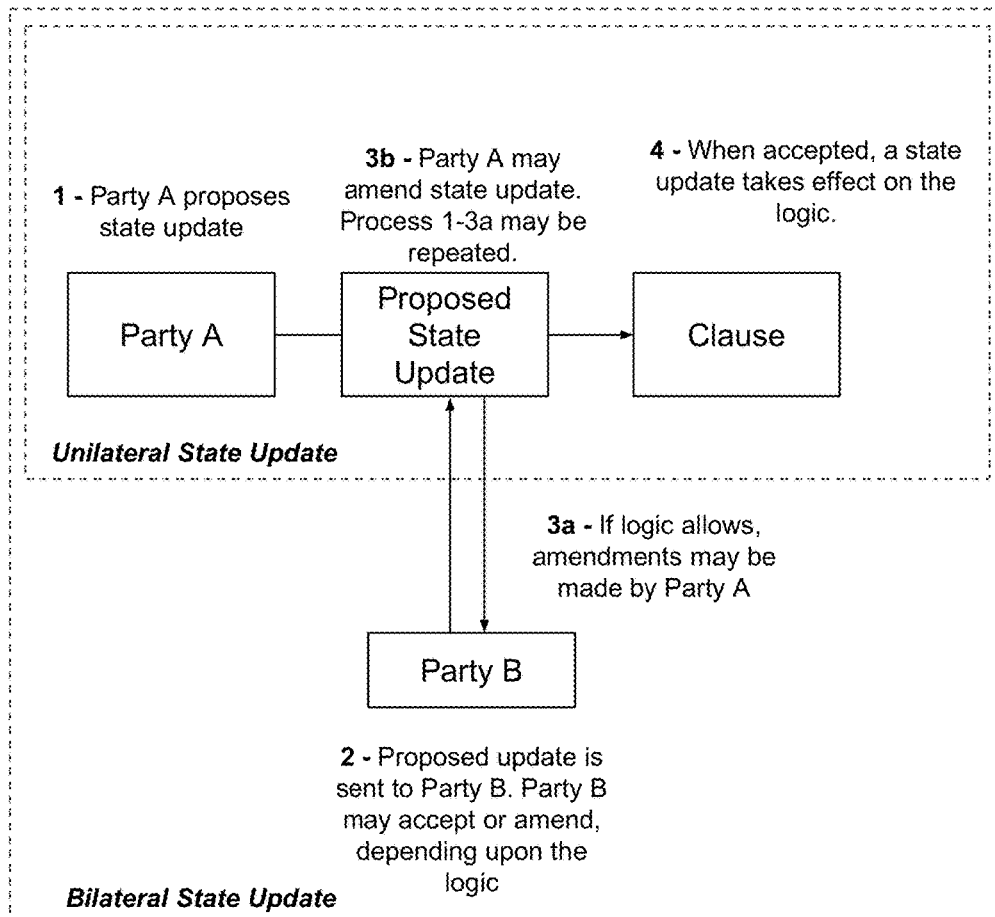 1 - Party A proposes
state update
3b - Party A may
amend state update.
Process 1-3a may be
repeated.
4 - When accepted, a state
update takes effect on the
logic.
Party A
Proposed
State
Update
Clause
Unilateral State Update
3a - If logic allows,
amendments may be
made by Party A
Party B
2 - Proposed update is
sent to Party B. Party B
may accept or amend,
depending upon the
logic
Bilateral State Update